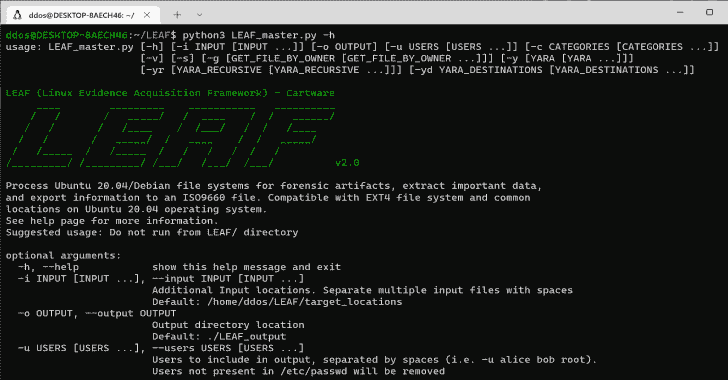 ddos@DESKTOP-8AECH46: ~/
ddos@DESKTOP-8AECH46:~/LEAF$ python3 LEAF_master.py -h
usage: LEAF_master.py [-h] [-i INPUT [INPUT ...]] [-o OUTPUT] [-u USERS [USERS ...]] [-c CATEGORIES [CATEGORIES ...]]
[-v] [-s] [-g [GET_FILE_BY_OWNER [GET_FILE_BY_OWNER ...]]] [-y [YARA [YARA ...]]]
[-yr [YARA_RECURSIVE [YARA_RECURSIVE ...]]] [-yd YARA_DESTINATIONS [YARA_DESTINATIONS ...]]
LEAF (Linux Evidence Acquisition Framework) - Cartware
LEAF
v2.0
Process Ubuntu 20.04/Debian file systems for forensic artifacts, extract important data,
and export information to an ISO9660 file. Compatible with EXT4 file system and common
locations on Ubuntu 20.04 operating system.
See help page for more information.
Suggested usage: Do not run from LEAF/ directory
optional arguments:
-h, --help show this help message and exit
-i INPUT [INPUT ...], --input INPUT [INPUT ...]
Additional Input locations. Separate multiple input files with spaces
Default: /home/ddos/LEAF/target_locations
-o OUTPUT, --output OUTPUT
Output directory location
Default: ./LEAF_output
-u USERS [USERS ...], --users USERS [USERS ...]
Users to include in output, separated by spaces (i.e. -u alice bob root).
Users not present in /etc/passwd will be removed